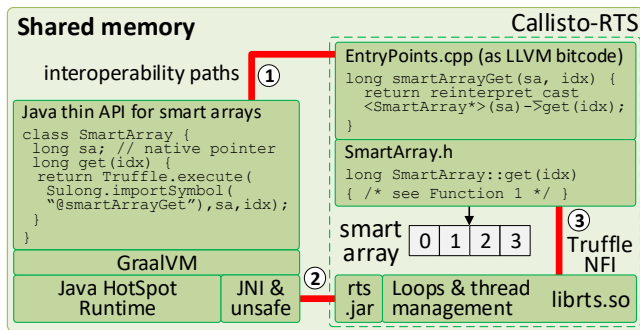 Shared memory
Callisto-RTS
interoperability paths
1
Java thin API for smart arrays
class SmartArray {
long sa; // native pointer
long get(idx) {
return Truffle.execute(
Sulong.importSymbol(
"@smartArrayGet"),sa,idx);
}
}
GraalVM
Java HotSpot
Runtime
JNI &
unsafe
2
EntryPoints.cpp (as LLVM bitcode)
long smartArrayGet(sa, idx) {
return reinterpret_cast
<SmartArray*>(sa)->get(idx);
}
SmartArray.h
long SmartArray::get(idx)
{ /* see Function 1 */ }
smart
array
0 1 2 3
3
Truffle
NFI
rts
.jar
Loops & thread
management
librts.so